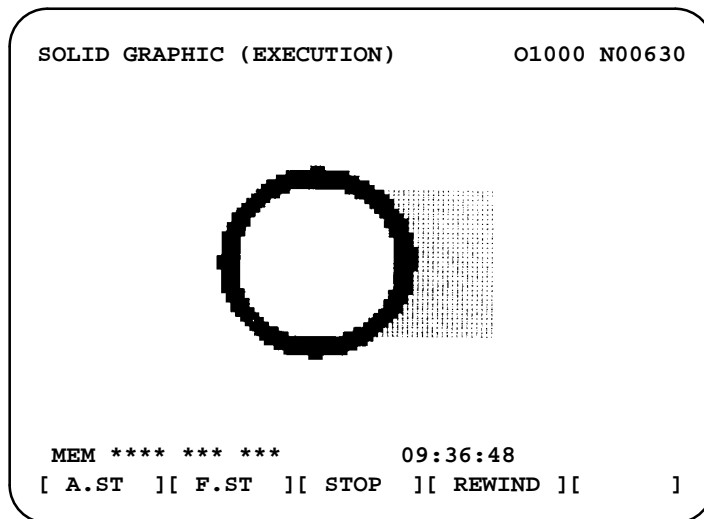 SOLID GRAPHIC (EXECUTION) O1000 N00630
MEM **** *** *** 09:36:48
[ A.ST ][ F.ST ][ STOP ][ REWIND ][ ]